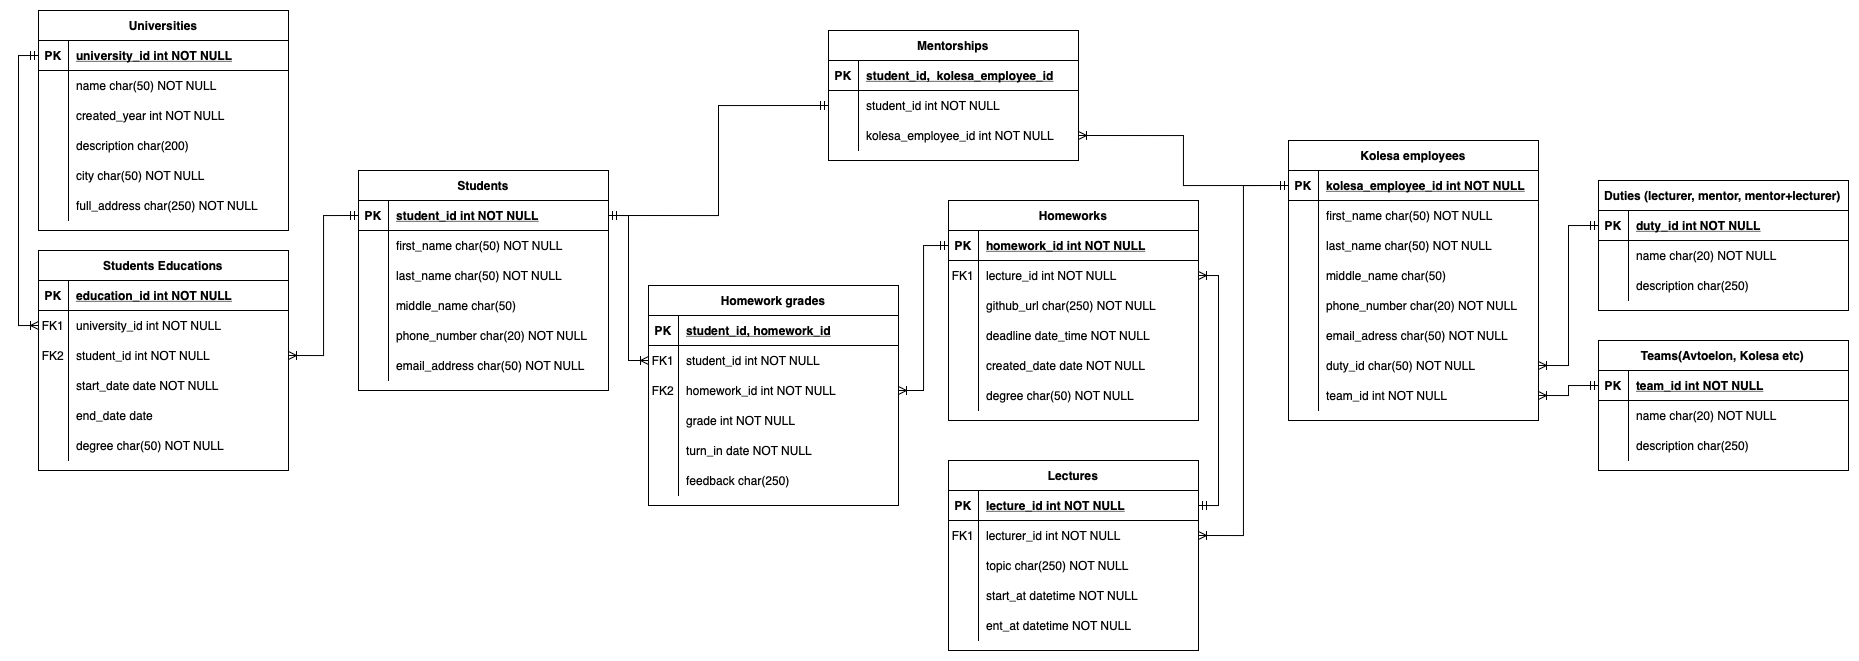 Universities
PK university_id int NOT NULL
name char(50) NOT NULL
created_year int NOT NULL
description char(200)
city char(50) NOT NULL
full_address char(250) NOT NULL
Students Educations
PK education_id int NOT NULL
FK1 university_id int NOT NULL
FK2 student_id int NOT NULL
start_date date NOT NULL
end_date date
degree char(50) NOT NULL
Students
PK student_id int NOT NULL
first_name char(50) NOT NULL
last_name char(50) NOT NULL
middle_name char(50)
phone_number char(20) NOT NULL
email_address char(50) NOT NULL
Homework grades
PK student_id, homework_id
FK1 student_id int NOT NULL
FK2 homework_id int NOT NULL
grade int NOT NULL
turn_in date NOT NULL
feedback char(250)
Mentorships
PK student_id, kolesa_employee_id
student_id int NOT NULL
kolesa_employee_id int NOT NULL
Homeworks
PK homework_id int NOT NULL
FK1 lecture_id int NOT NULL
github_url char(250) NOT NULL
deadline date_time NOT NULL
created_date date NOT NULL
degree char(50) NOT NULL
Lectures
PK lecture_id int NOT NULL
FK1 lecturer_id int NOT NULL
topic char(250) NOT NULL
start_at datetime NOT NULL
ent_at datetime NOT NULL
Kolesa employees
PK kolesa_employee_id int NOT NULL
first_name char(50) NOT NULL
last_name char(50) NOT NULL
middle_name char(50)
phone_number char(20) NOT NULL
email_adress char(50) NOT NULL
duty_id char(50) NOT NULL
team_id int NOT NULL
Duties (lecturer, mentor, mentor+lecturer)
PK duty_id int NOT NULL
name char(20) NOT NULL
description char(250)
Teams(Avtoelon, Kolesa etc)
PK team_id int NOT NULL
name char(20) NOT NULL
description char(250)